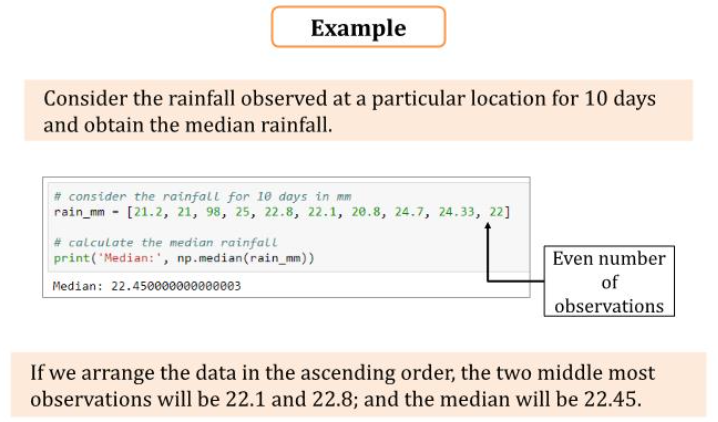 Example
Consider the rainfall observed at a particular location for 10 days
and obtain the median rainfall.
# consider the rainfall for 10 days in mm
rain_mm = [21.2, 21, 98, 25, 22.8, 22.1, 20.8, 24.7, 24.33, 22]
# calculate the median rainfall
print('Median:', np.median(rain_mm))
Median: 22.450000000000003
Even number
of
observations
If we arrange the data in the ascending order, the two middle most
observations will be 22.1 and 22.8; and the median will be 22.45.